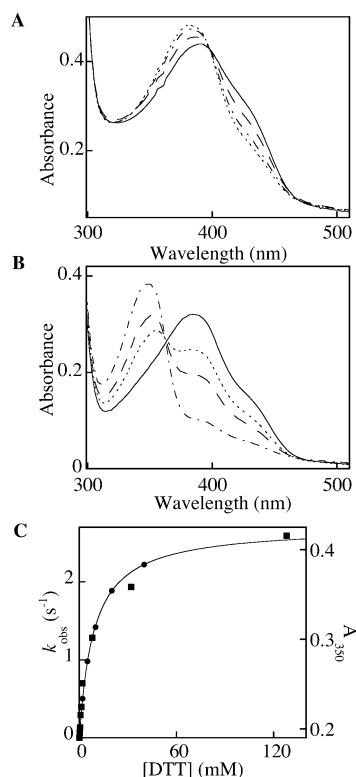 A
0.4
0.2
Absorbance
300
400
500
Wavelength (nm)
B
0.4
0.2
0
Absorbance
300
400
500
Wavelength (nm)
C
2
1
0
k obs (s-1)
0.4
0.3
0.2
A 350
0
60
120
[DTT] (mM)